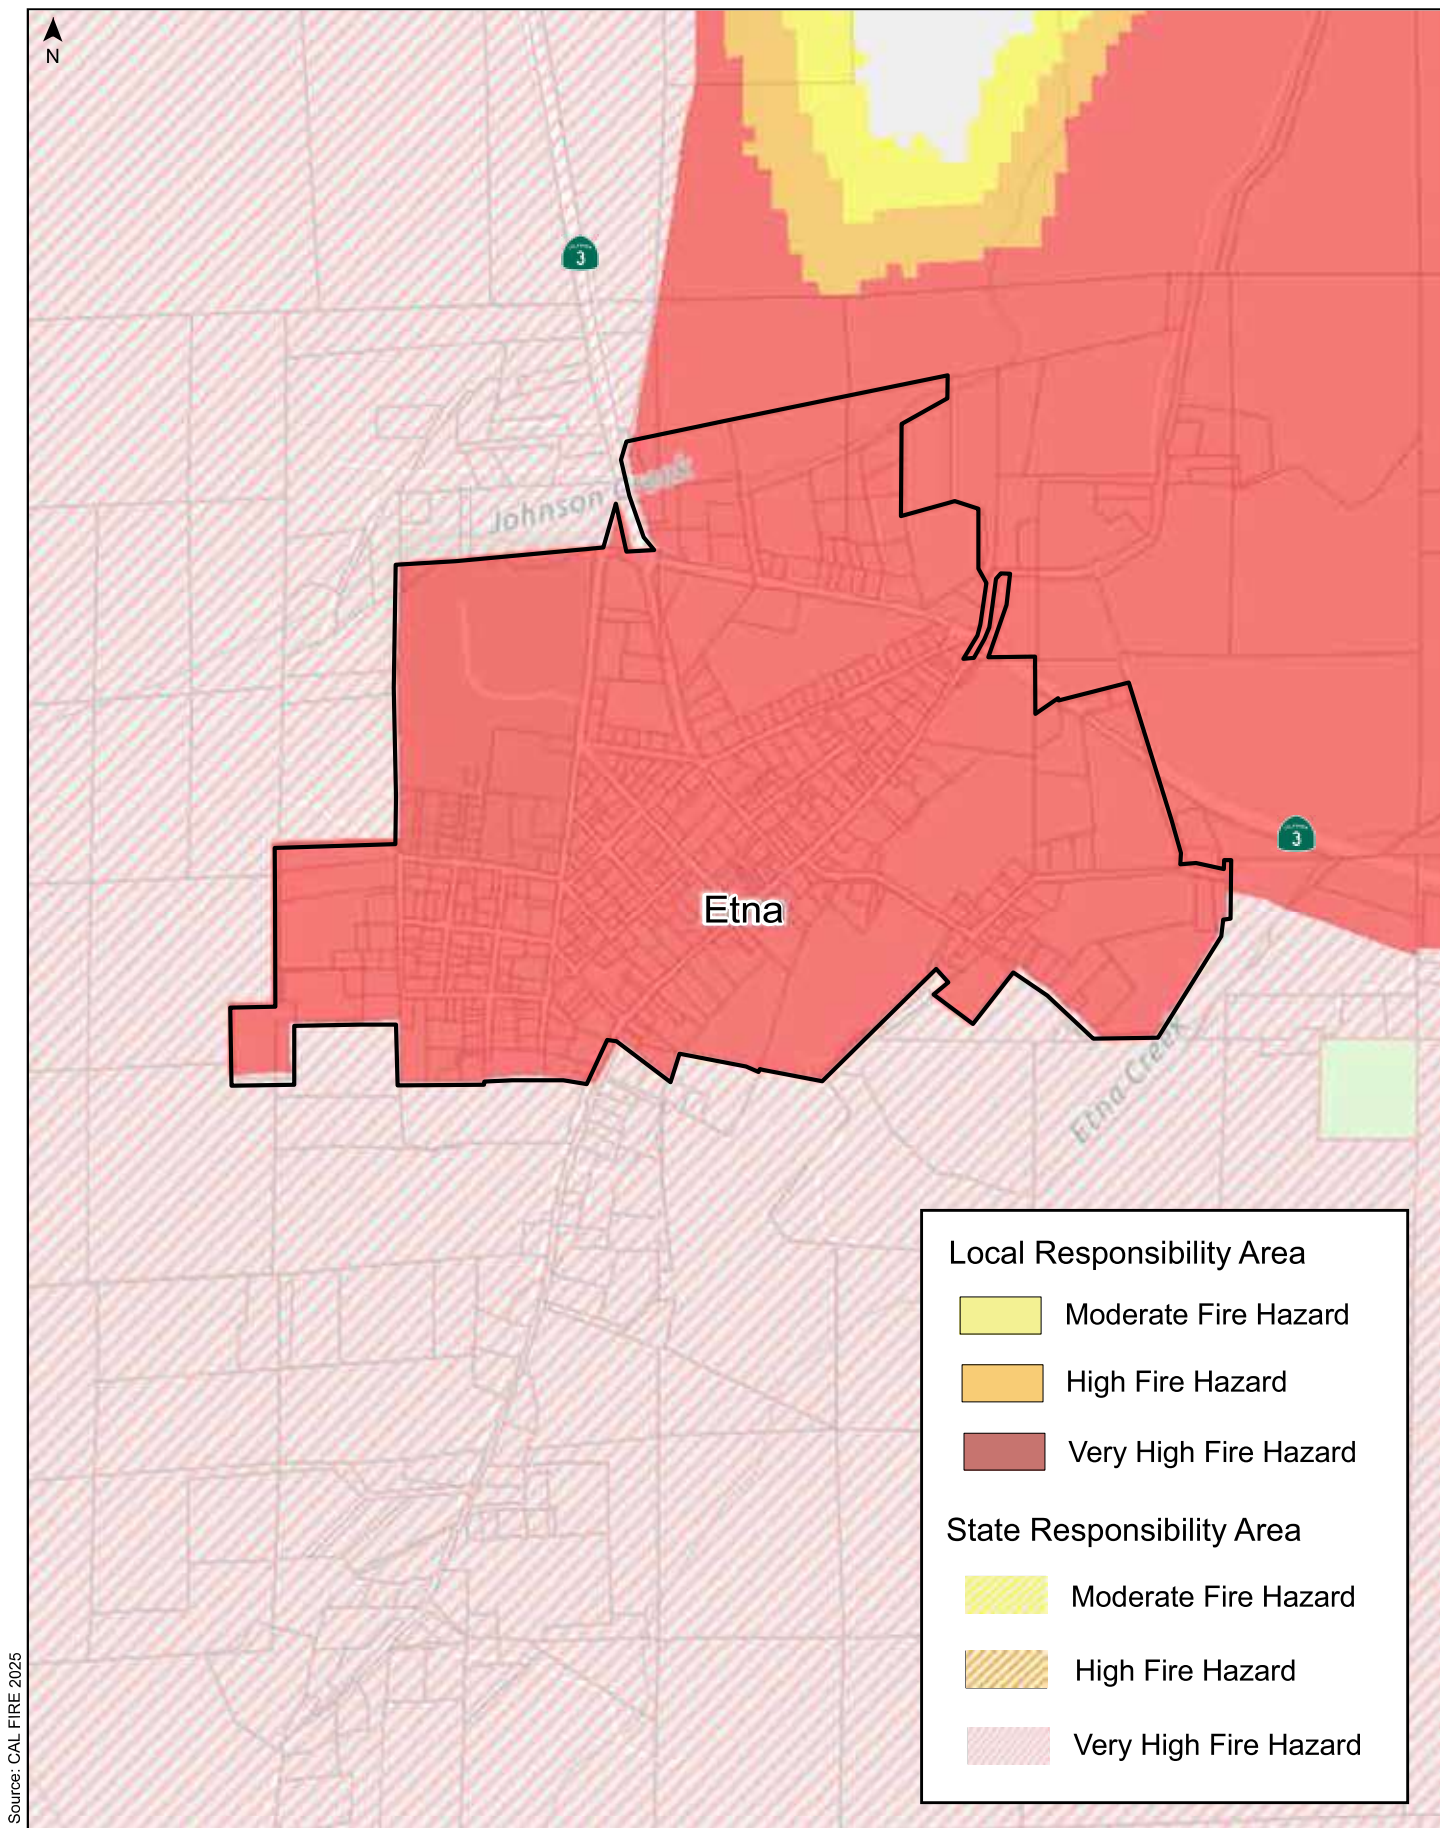 N
3
Johnson Creek
3
Etna
Etna Creek
Local Responsibility Area
Moderate Fire Hazard
High Fire Hazard
Very High Fire Hazard
State Responsibility Area
Moderate Fire Hazard
High Fire Hazard
Very High Fire Hazard
Source: CAL FIRE 2025